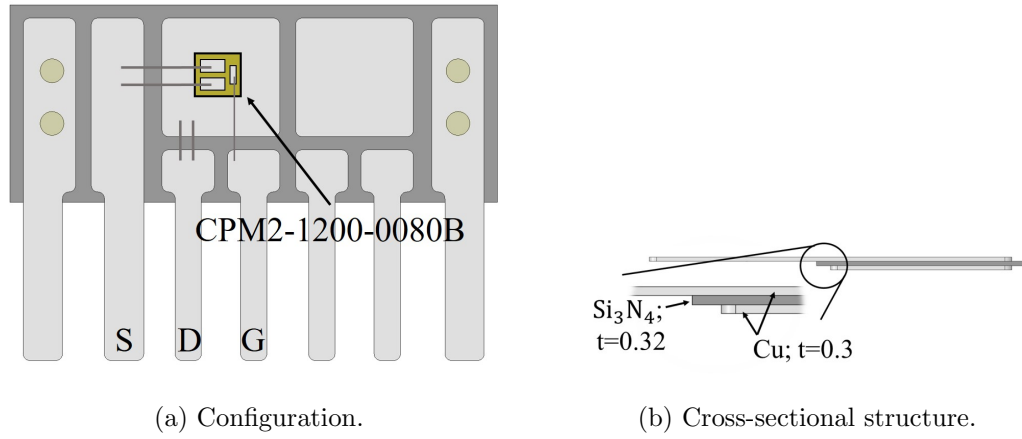 CPM2-1200-0080B
S D G
Si₃N₄;
t=0.32
Cu; t=0.3
(a) Configuration.
(b) Cross-sectional structure.